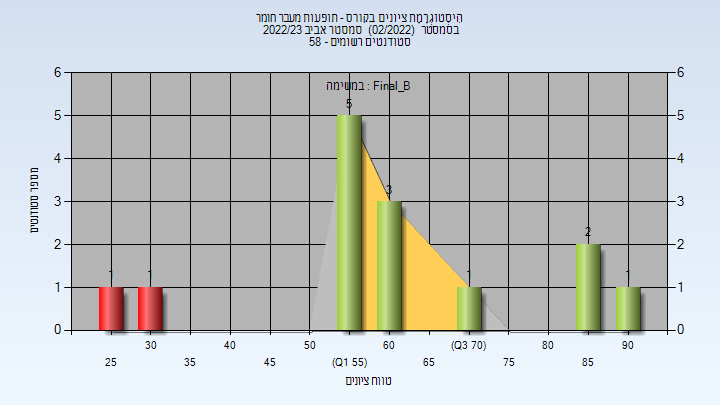 היסטוגרמת ציונים בקורס - תופעות מעבר חומר
בסמסטר (02/2022) סמסטר אביב 2022/23
סטודנטים רשומים - 58
במשימה : Final_B
מספר סטודנטים
6 6
5 5
4 4
3 3
2 2
1 1
0 0
1 1 5 3 1 2 1
30 40 50 60 (Q3 70) 80 90
25 35 45 (Q1 55) 65 75 85
טווח ציונים